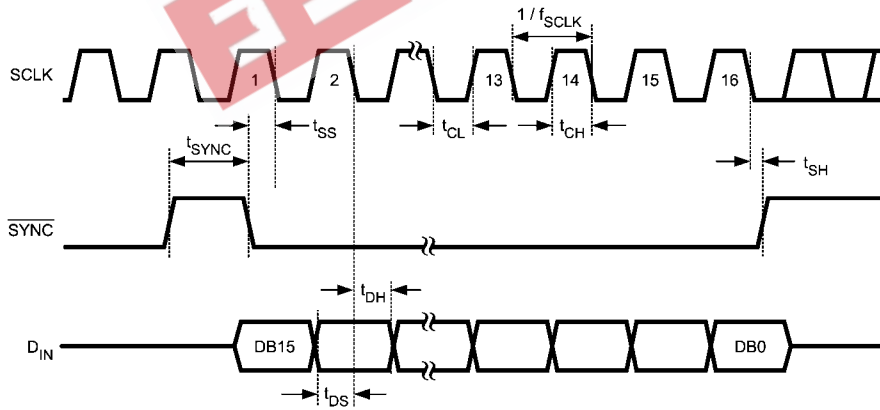 1 / fSCLK
SCLK
1
2
13
14
15
16
tSS
tCL
tCH
tSYNC
tSH
SYNC
tDH
DIN
DB15
DB0
tDS